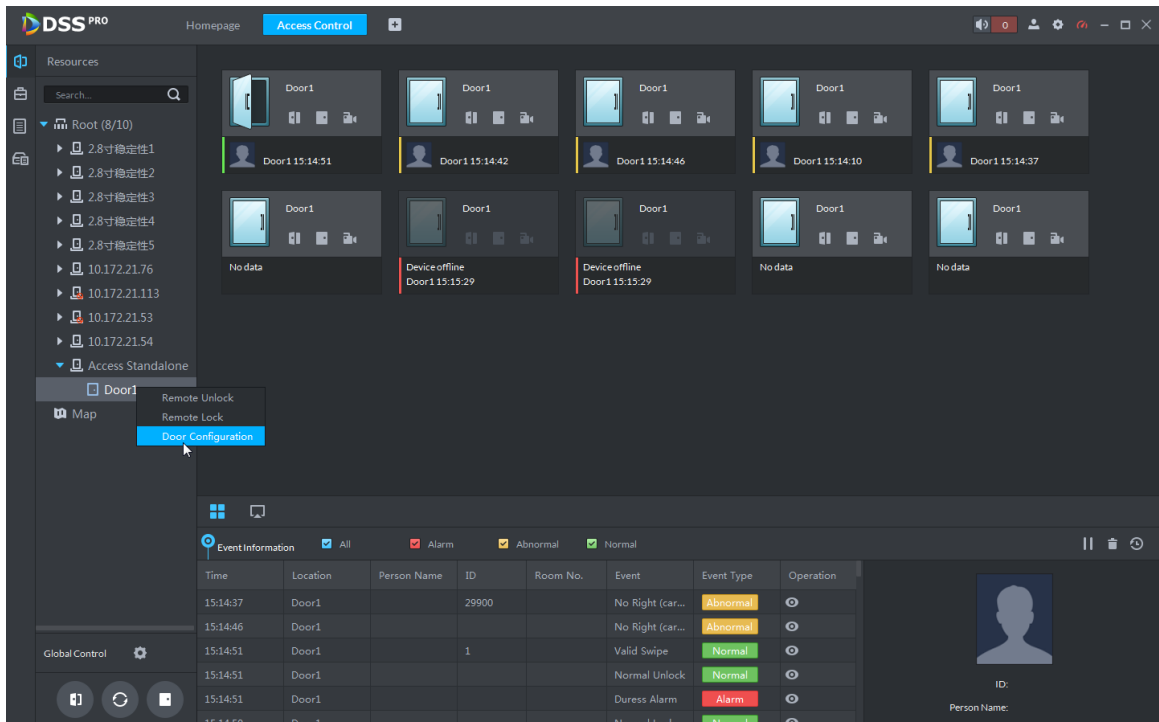 DSS PRO
Homepage
Access Control
0
Resources
Search...
Root (8/10)
2.8寸稳定性1
2.8寸稳定性2
2.8寸稳定性3
2.8寸稳定性4
2.8寸稳定性5
10.172.21.76
10.172.21.113
10.172.21.53
10.172.21.54
Access Standalone
Door1
Map
Remote Unlock
Remote Lock
Door Configuration
Global Control
Door1
Door1 15:14:51
Door1
Door1 15:14:42
Door1
Door1 15:14:46
Door1
Door1 15:14:10
Door1
Door1 15:14:37
Door1
No data
Door1
Device offline
Door1 15:15:29
Door1
Device offline
Door1 15:15:29
Door1
No data
Door1
No data
Event Information All Alarm Abnormal Normal
Time Location Person Name ID Room No. Event Event Type Operation
15:14:37 Door1 29900 No Right (car... Abnormal
15:14:46 Door1 No Right (car... Abnormal
15:14:51 Door1 1 Valid Swipe Normal
15:14:51 Door1 Normal Unlock Normal
15:14:51 Door1 Duress Alarm Alarm
ID:
Person Name: